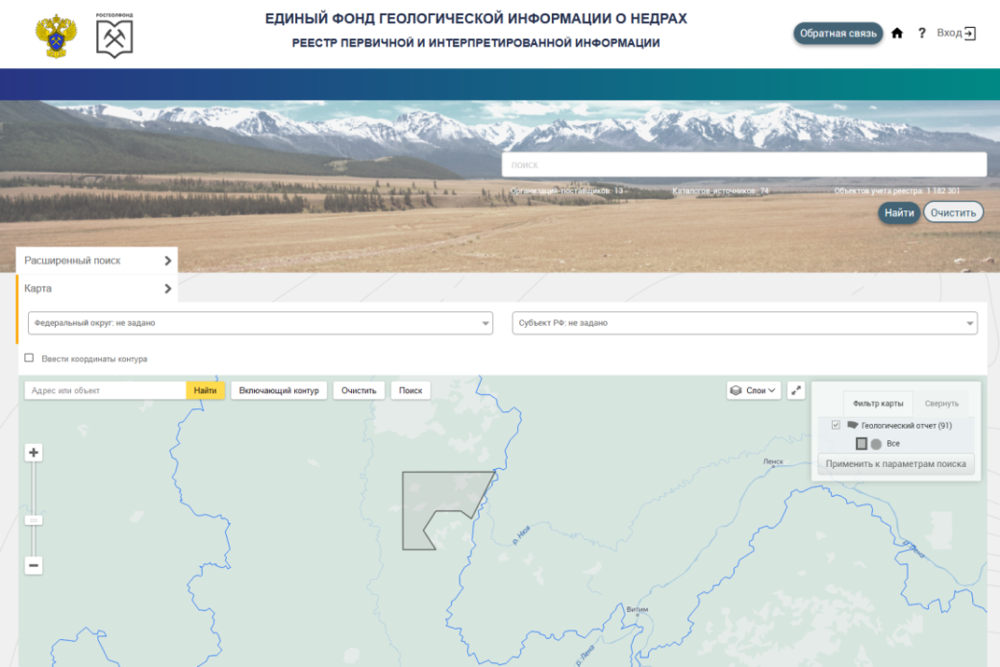 РОСГЕОЛФОНД
ЕДИНЫЙ ФОНД ГЕОЛОГИЧЕСКОЙ ИНФОРМАЦИИ О НЕДРАХ
РЕЕСТР ПЕРВИЧНОЙ И ИНТЕРПРЕТИРОВАННОЙ ИНФОРМАЦИИ
Обратная связь ? Вход
поиск
Организаций-поставщиков: 13 Каталогов-источников: 74 Объектов учета реестра: 1 182 301
Найти Очистить
Расширенный поиск
Карта
Федеральный округ: не задано Субъект РФ: не задано
Ввести координаты контура
Адрес или объект Найти Включающий контур Очистить Поиск Слои
Фильтр карты Свернуть
Геологический отчет (91)
Все
Применить к параметрам поиска
Ленск
р. Нюя
р. Лена
Витим
р. Лена